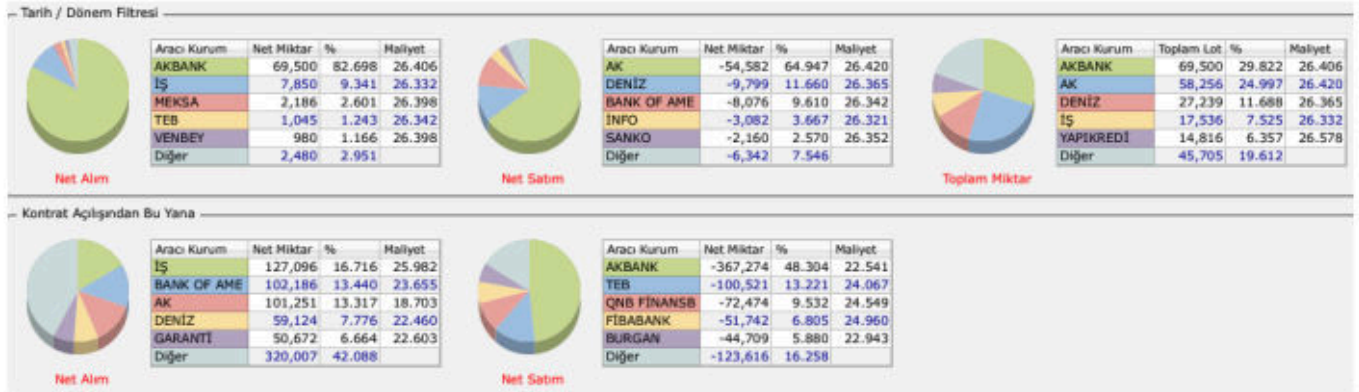 Tarih / Dönem Filtresi
Aracı Kurum Net Miktar % Maliyet
AKBANK 69,500 82.698 26.406
İŞ 7,850 9.341 26.332
MEKSA 2,186 2.601 26.398
TEB 1,045 1.243 26.342
VENBEY 980 1.166 26.398
Diğer 2,480 2.951
Net Alım
Aracı Kurum Net Miktar % Maliyet
AK -54,582 64.947 26.420
DENİZ -9,799 11.660 26.365
BANK OF AME -8,076 9.610 26.342
İNFO -3,082 3.667 26.321
SANKO -2,160 2.570 26.352
Diğer -6,342 7.546
Net Satım
Aracı Kurum Toplam Lot % Maliyet
AKBANK 69,500 29.822 26.406
AK 58,256 24.997 26.420
DENİZ 27,239 11.688 26.365
İŞ 17,536 7.525 26.332
YAPIKREDİ 14,816 6.357 26.578
Diğer 45,705 19.612
Toplam Miktar
Kontrat Açılışından Bu Yana
Aracı Kurum Net Miktar % Maliyet
İŞ 127,096 16.716 25.982
BANK OF AME 102,186 13.440 23.655
AK 101,251 13.317 18.703
DENİZ 59,124 7.776 22.460
GARANTİ 50,672 6.664 22.603
Diğer 320,007 42.088
Net Alım
Aracı Kurum Net Miktar % Maliyet
AKBANK -367,274 48.304 22.541
TEB -100,521 13.221 24.067
QNB FİNANSB -72,474 9.532 24.549
FİBABANK -51,742 6.805 24.960
BURGAN -44,709 5.880 22.943
Diğer -123,616 16.258
Net Satım